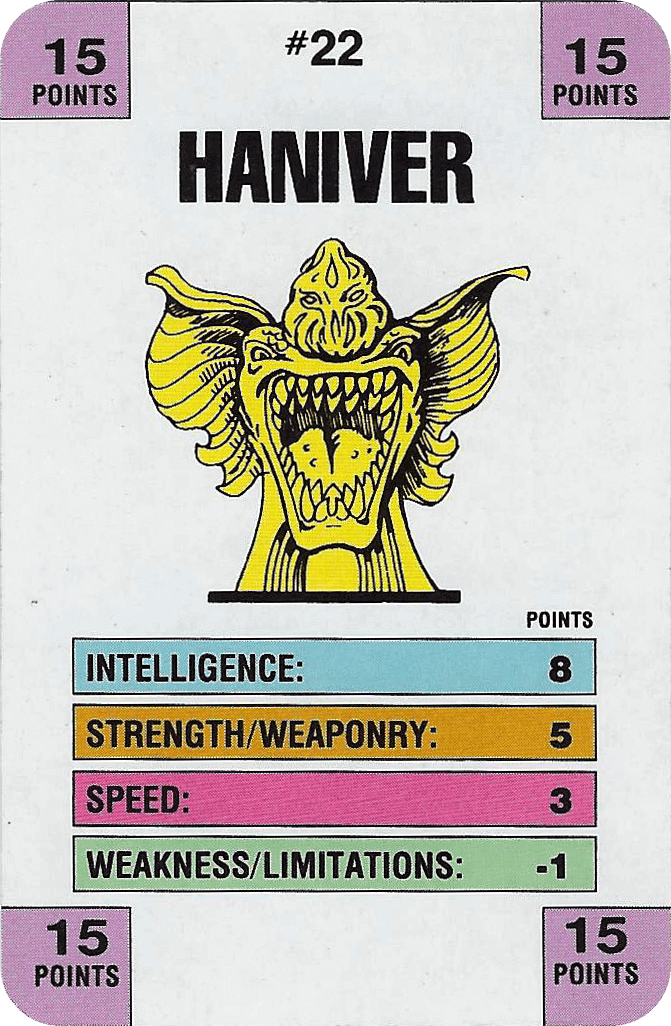 15 #22 15
POINTS POINTS
HANIVER
POINTS
INTELLIGENCE: 8
STRENGTH/WEAPONRY: 5
SPEED: 3
WEAKNESS/LIMITATIONS: -1
15 15
POINTS POINTS